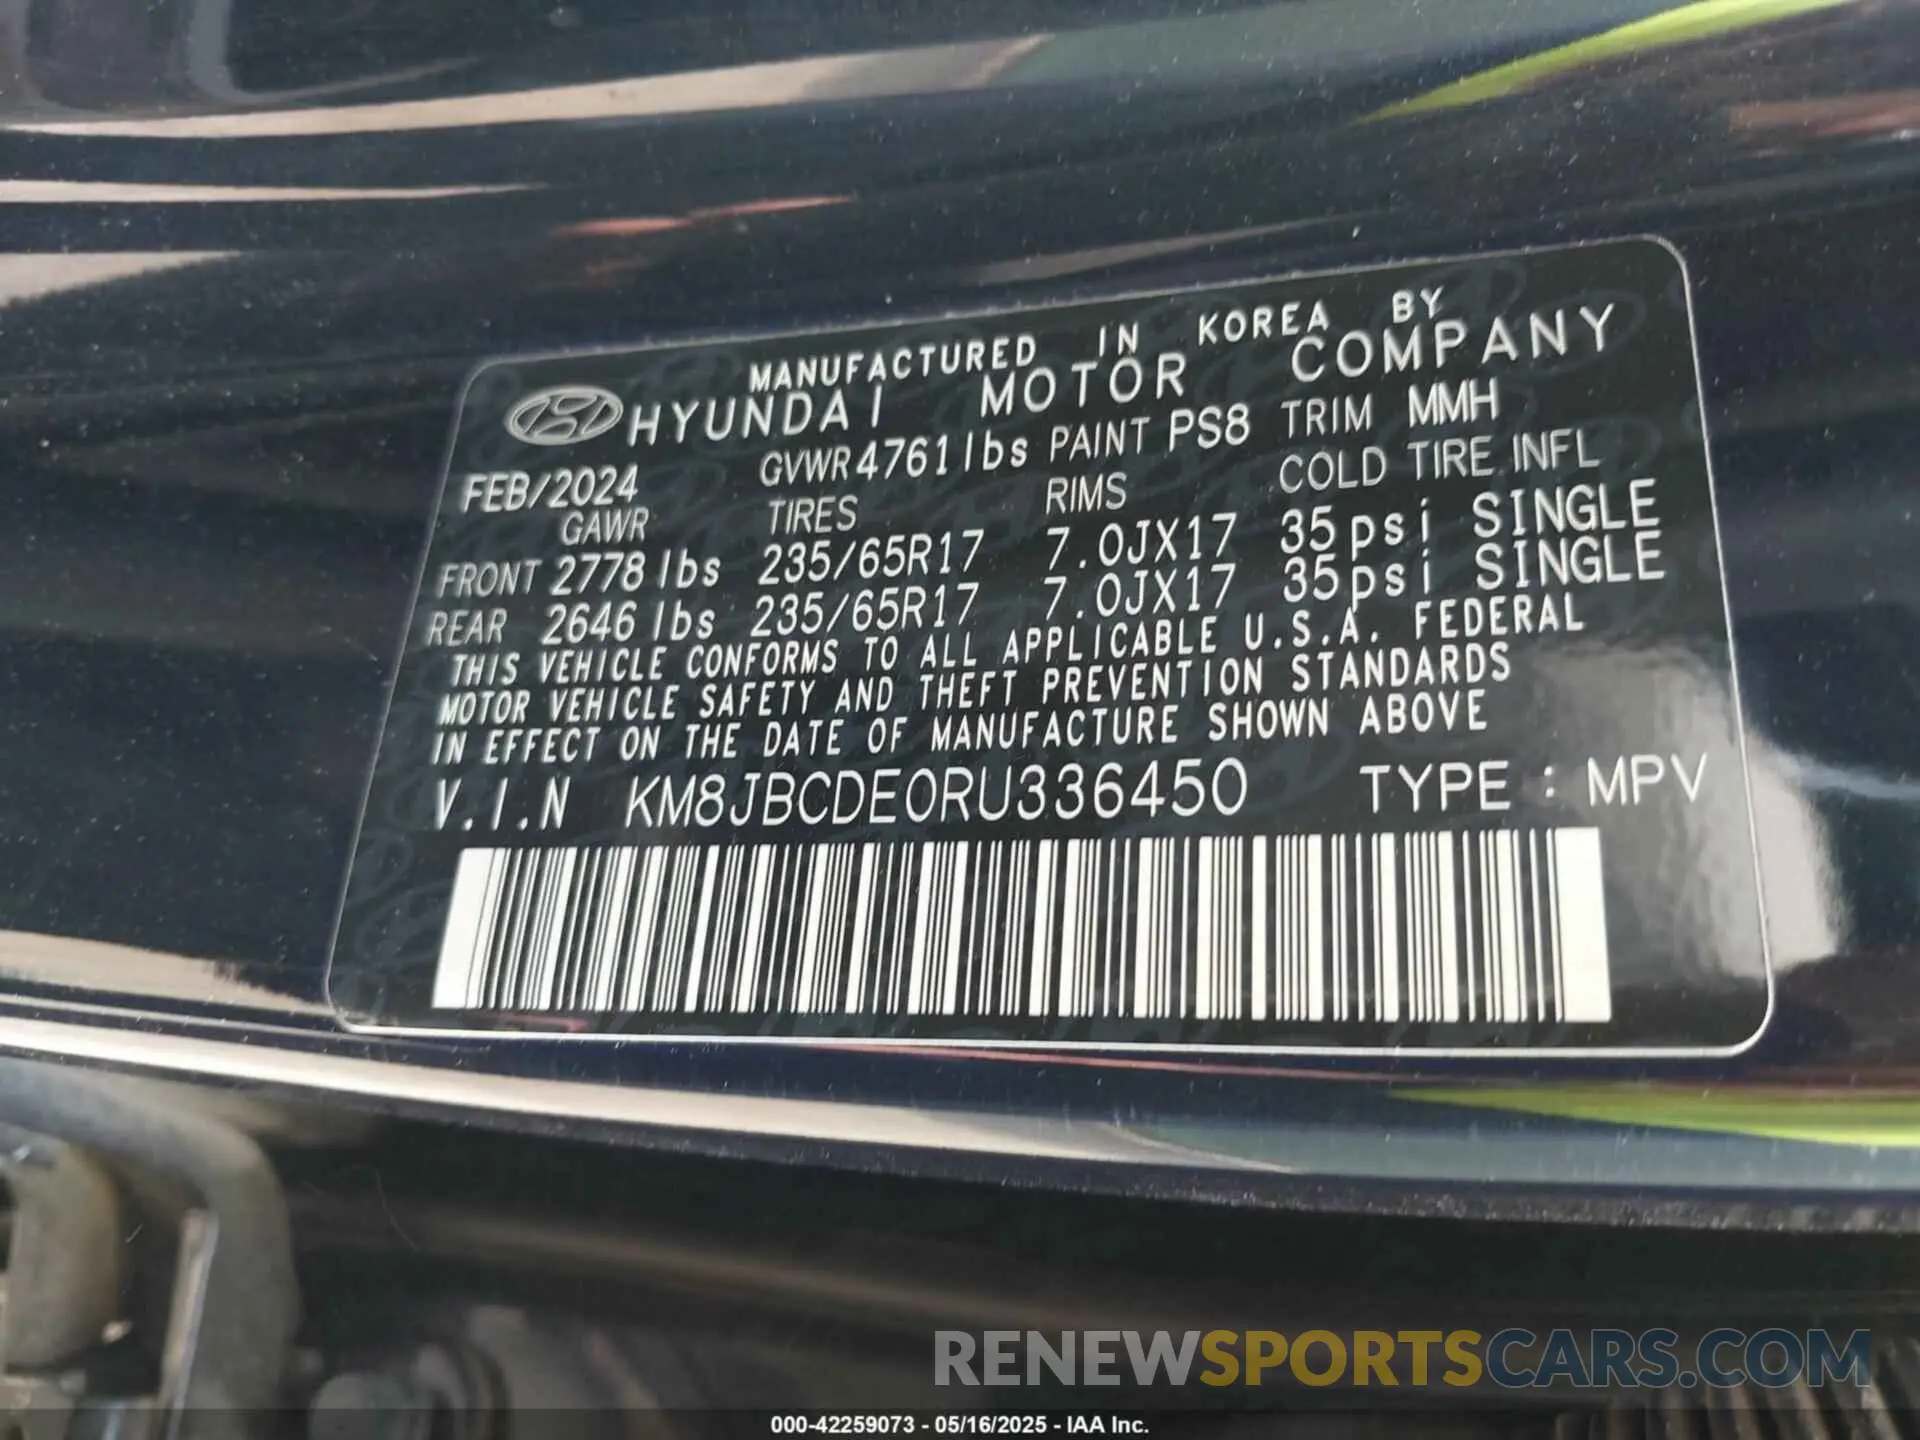 MANUFACTURED IN KOREA BY
HYUNDAI MOTOR COMPANY
FEB/2024 GVWR 4761 lbs PAINT PS8 TRIM MMH
GAWR TIRES RIMS COLD TIRE INFL
FRONT 2778 lbs 235/65R17 7.0JX17 35psi SINGLE
REAR 2646 lbs 235/65R17 7.0JX17 35psi SINGLE
THIS VEHICLE CONFORMS TO ALL APPLICABLE U.S.A. FEDERAL
MOTOR VEHICLE SAFETY AND THEFT PREVENTION STANDARDS
IN EFFECT ON THE DATE OF MANUFACTURE SHOWN ABOVE
V.I.N KM8JBCDE0RU336450 TYPE : MPV
RENEWSPORTSCARS.COM
000-42259073 - 05/16/2025 - IAA Inc.